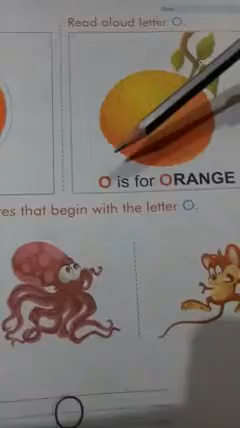 Read aloud letter O.
O is for ORANGE
res that begin with the letter O.
O